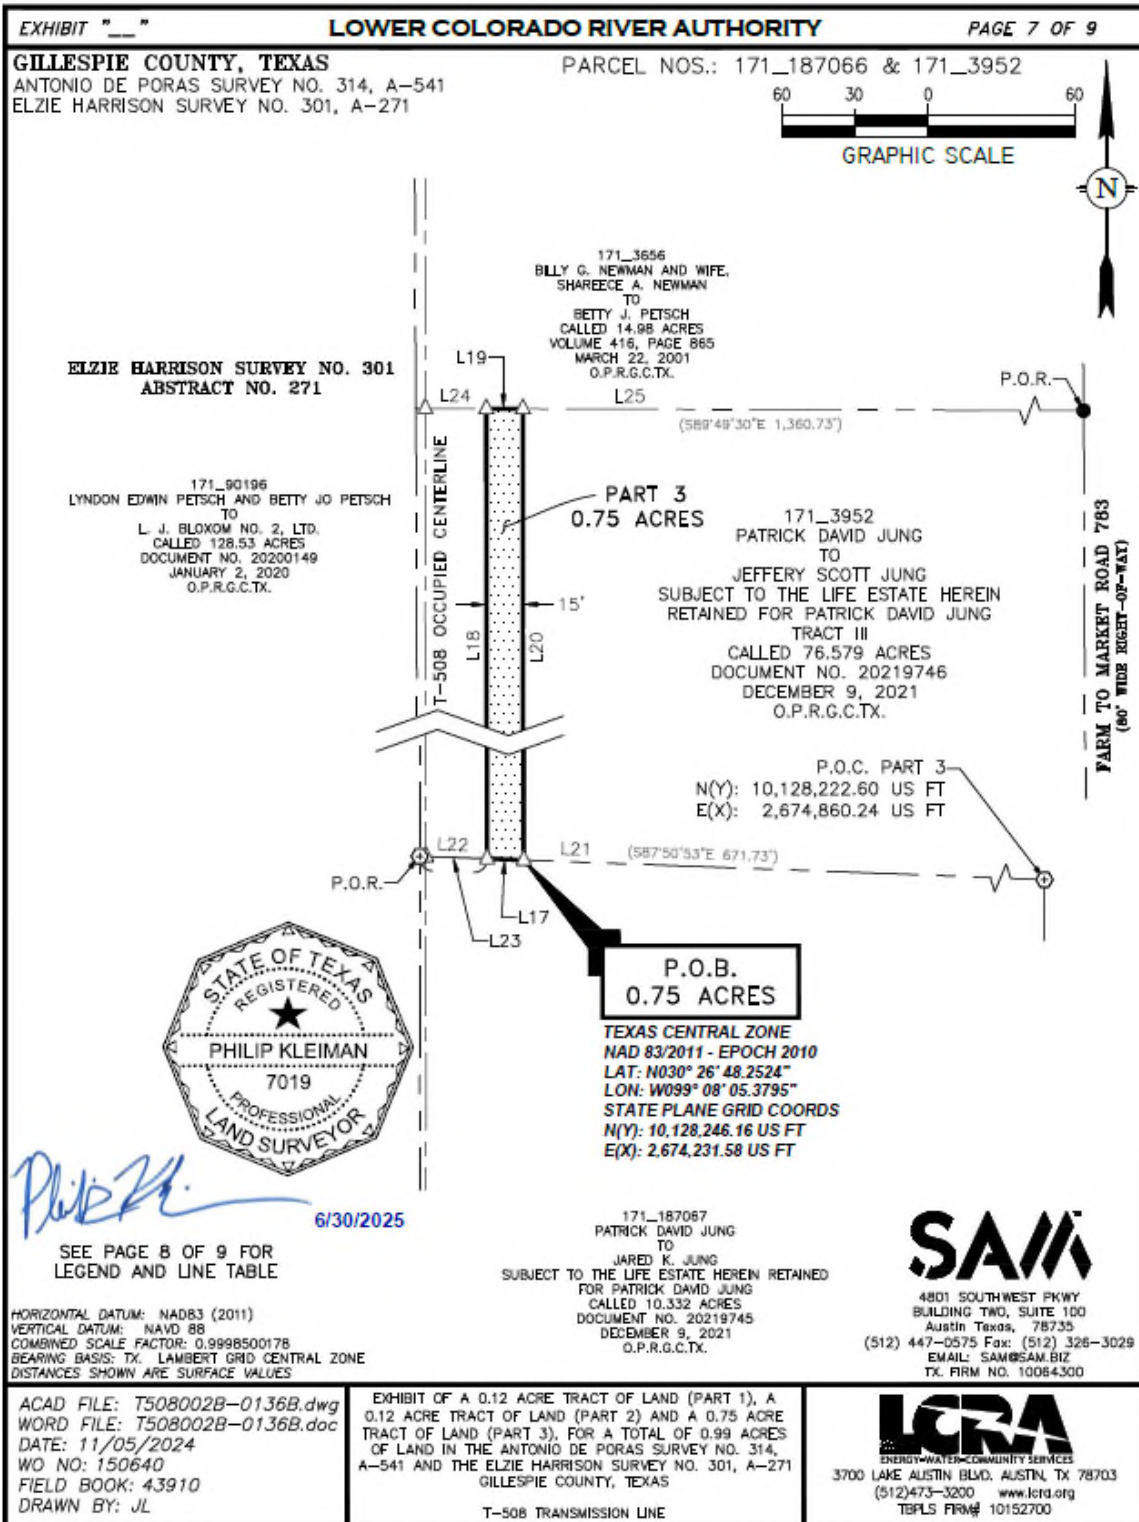 EXHIBIT "__"
LOWER COLORADO RIVER AUTHORITY
PAGE 7 OF 9
GILLESPIE COUNTY, TEXAS
ANTONIO DE PORAS SURVEY NO. 314, A-541
ELZIE HARRISON SURVEY NO. 301, A-271
PARCEL NOS.: 171_187066 & 171_3952
60 30 0 60
GRAPHIC SCALE
N
171_3656
BILLY G. NEWMAN AND WIFE,
SHAREECE A. NEWMAN
TO
BETTY J. PETSCH
CALLED 14.98 ACRES
VOLUME 416, PAGE 865
MARCH 22, 2001
O.P.R.G.C.TX.
ELZIE HARRISON SURVEY NO. 301
ABSTRACT NO. 271
L19
L24
L25
P.O.R.
(S89°49'30"E 1,360.73')
171_90196
LYNDON EDWIN PETSCH AND BETTY JO PETSCH
TO
L. J. BLOXOM NO. 2, LTD.
CALLED 128.53 ACRES
DOCUMENT NO. 20200149
JANUARY 2, 2020
O.P.R.G.C.TX.
T-508 OCCUPIED CENTERLINE
PART 3
0.75 ACRES
15'
L18
L20
171_3952
PATRICK DAVID JUNG
TO
JEFFERY SCOTT JUNG
SUBJECT TO THE LIFE ESTATE HEREIN
RETAINED FOR PATRICK DAVID JUNG
TRACT III
CALLED 76.579 ACRES
DOCUMENT NO. 20219746
DECEMBER 9, 2021
O.P.R.G.C.TX.
FARM TO MARKET ROAD 783
(80' WIDE RIGHT-OF-WAY)
P.O.C. PART 3
N(Y): 10,128,222.60 US FT
E(X): 2,674,860.24 US FT
L22
L21
(S87°50'53"E 671.73')
P.O.R.
L17
L23
P.O.B.
0.75 ACRES
TEXAS CENTRAL ZONE
NAD 83/2011 - EPOCH 2010
LAT: N030° 26' 48.2524"
LON: W099° 08' 05.3795"
STATE PLANE GRID COORDS
N(Y): 10,128,246.16 US FT
E(X): 2,674,231.58 US FT
STATE OF TEXAS
REGISTERED
PHILIP KLEIMAN
7019
PROFESSIONAL
LAND SURVEYOR
6/30/2025
SEE PAGE 8 OF 9 FOR
LEGEND AND LINE TABLE
171_187067
PATRICK DAVID JUNG
TO
JARED K. JUNG
SUBJECT TO THE LIFE ESTATE HEREIN RETAINED
FOR PATRICK DAVID JUNG
CALLED 10.332 ACRES
DOCUMENT NO. 20219745
DECEMBER 9, 2021
O.P.R.G.C.TX.
SAM
4801 SOUTHWEST PKWY
BUILDING TWO, SUITE 100
Austin Texas, 78735
(512) 447-0575 Fax: (512) 326-3029
EMAIL: SAM@SAM.BIZ
TX. FIRM NO. 10064300
HORIZONTAL DATUM: NAD83 (2011)
VERTICAL DATUM: NAVD 88
COMBINED SCALE FACTOR: 0.9998500178
BEARING BASIS: TX. LAMBERT GRID CENTRAL ZONE
DISTANCES SHOWN ARE SURFACE VALUES
ACAD FILE: T508002B-0136B.dwg
WORD FILE: T508002B-0136B.doc
DATE: 11/05/2024
WO NO: 150640
FIELD BOOK: 43910
DRAWN BY: JL
EXHIBIT OF A 0.12 ACRE TRACT OF LAND (PART 1), A
0.12 ACRE TRACT OF LAND (PART 2) AND A 0.75 ACRE
TRACT OF LAND (PART 3), FOR A TOTAL OF 0.99 ACRES
OF LAND IN THE ANTONIO DE PORAS SURVEY NO. 314,
A-541 AND THE ELZIE HARRISON SURVEY NO. 301, A-271
GILLESPIE COUNTY, TEXAS
T-508 TRANSMISSION LINE
LCRA
ENERGY•WATER•COMMUNITY SERVICES
3700 LAKE AUSTIN BLVD. AUSTIN, TX 78703
(512)473-3200 www.lcra.org
TBPLS FIRM# 10152700